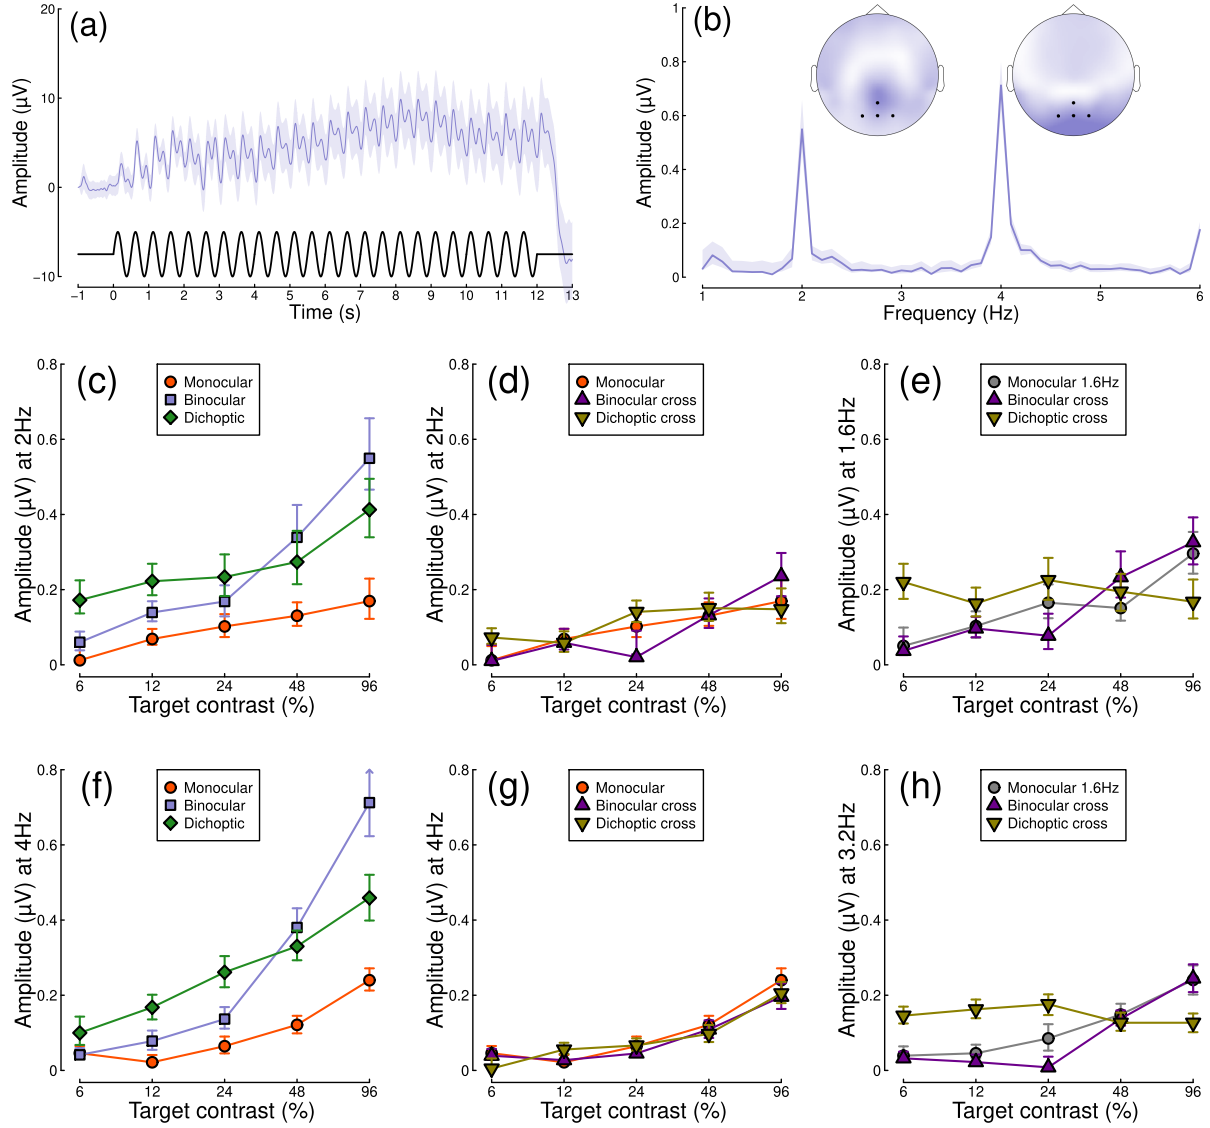 (a)
Amplitude (µV)
20
10
0
−10
−1 0 1 2 3 4 5 6 7 8 9 10 11 12 13
Time (s)
(b)
Amplitude (µV)
1
0.8
0.6
0.4
0.2
0
1 2 3 4 5 6
Frequency (Hz)
(c)
Monocular
Binocular
Dichoptic
Amplitude (µV) at 2Hz
0.8
0.6
0.4
0.2
0
6 12 24 48 96
Target contrast (%)
(d)
Monocular
Binocular cross
Dichoptic cross
Amplitude (µV) at 2Hz
0.8
0.6
0.4
0.2
0
6 12 24 48 96
Target contrast (%)
(e)
Monocular 1.6Hz
Binocular cross
Dichoptic cross
Amplitude (µV) at 1.6Hz
0.8
0.6
0.4
0.2
0
6 12 24 48 96
Target contrast (%)
(f)
Monocular
Binocular
Dichoptic
Amplitude (µV) at 4Hz
0.8
0.6
0.4
0.2
0
6 12 24 48 96
Target contrast (%)
(g)
Monocular
Binocular cross
Dichoptic cross
Amplitude (µV) at 4Hz
0.8
0.6
0.4
0.2
0
6 12 24 48 96
Target contrast (%)
(h)
Monocular 1.6Hz
Binocular cross
Dichoptic cross
Amplitude (µV) at 3.2Hz
0.8
0.6
0.4
0.2
0
6 12 24 48 96
Target contrast (%)